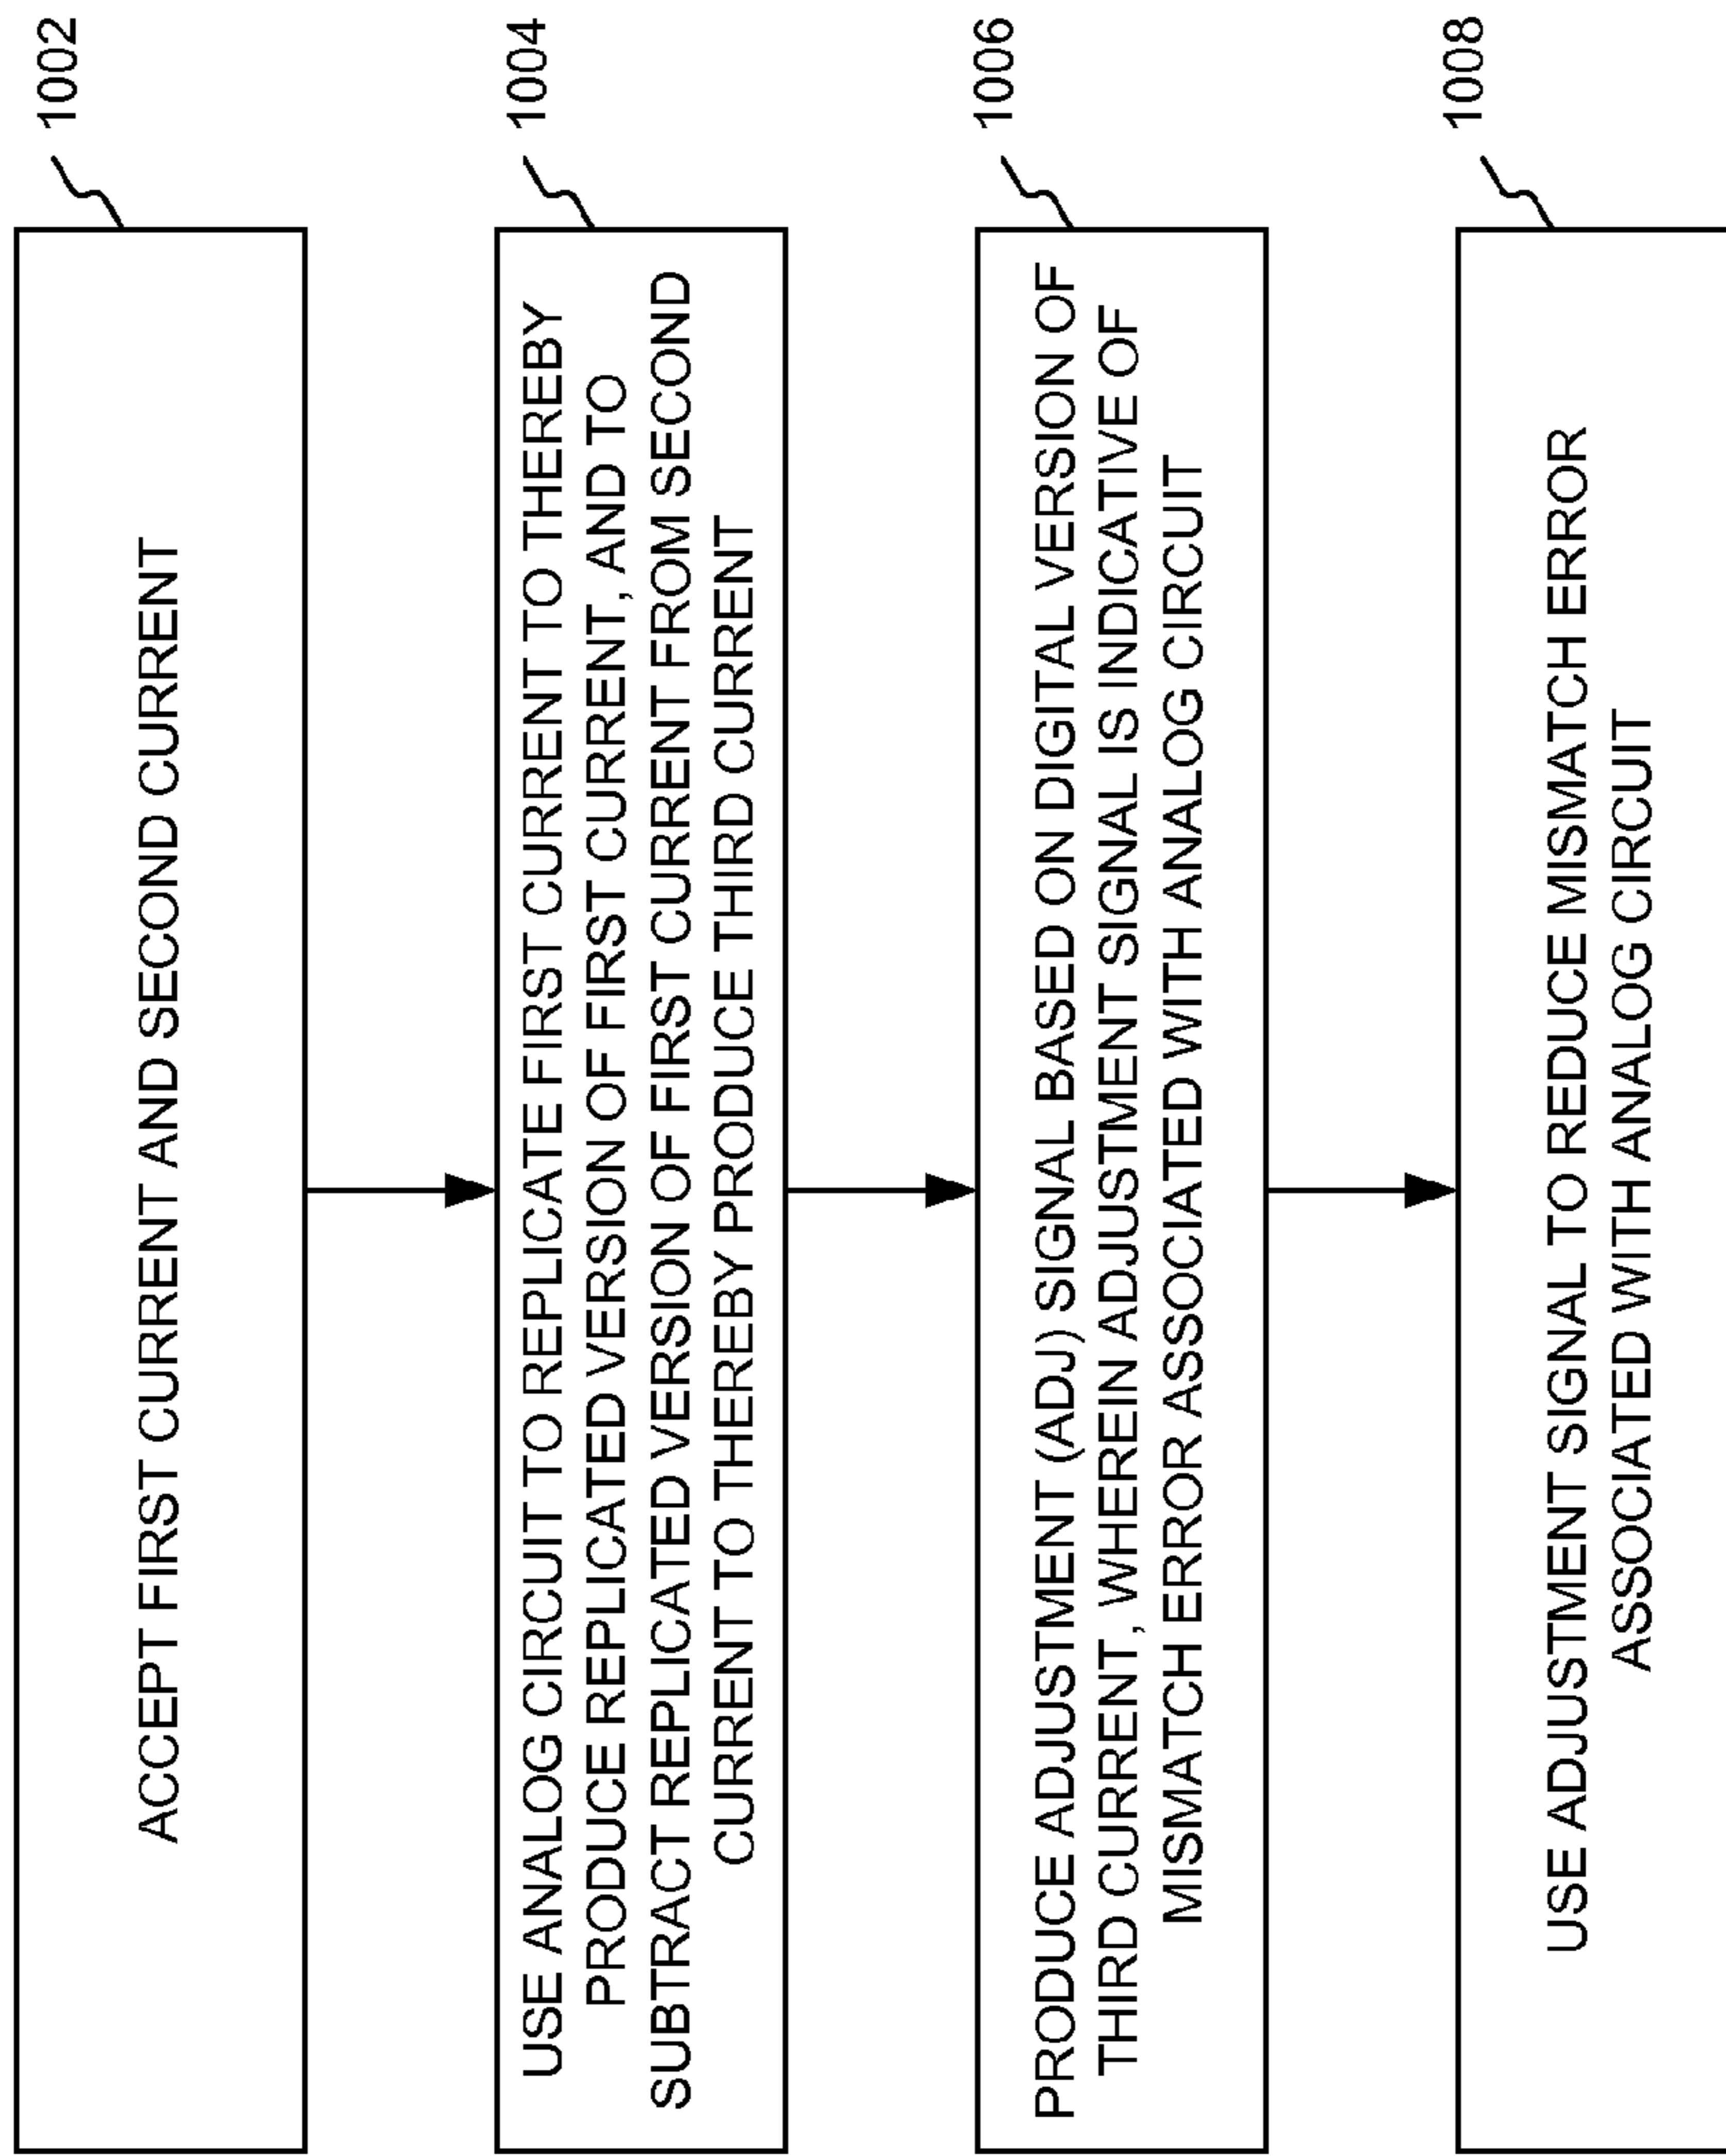 1002
ACCEPT FIRST CURRENT AND SECOND CURRENT
1004
USE ANALOG CIRCUIT TO REPLICATE FIRST CURRENT TO THEREBY
PRODUCE REPLICATED VERSION OF FIRST CURRENT, AND TO
SUBTRACT REPLICATED VERSION OF FIRST CURRENT FROM SECOND
CURRENT TO THEREBY PRODUCE THIRD CURRENT
1006
PRODUCE ADJUSTMENT (ADJ) SIGNAL BASED ON DIGITAL VERSION OF
THIRD CURRENT, WHEREIN ADJUSTMENT SIGNAL IS INDICATIVE OF
MISMATCH ERROR ASSOCIATED WITH ANALOG CIRCUIT
1008
USE ADJUSTMENT SIGNAL TO REDUCE MISMATCH ERROR
ASSOCIATED WITH ANALOG CIRCUIT